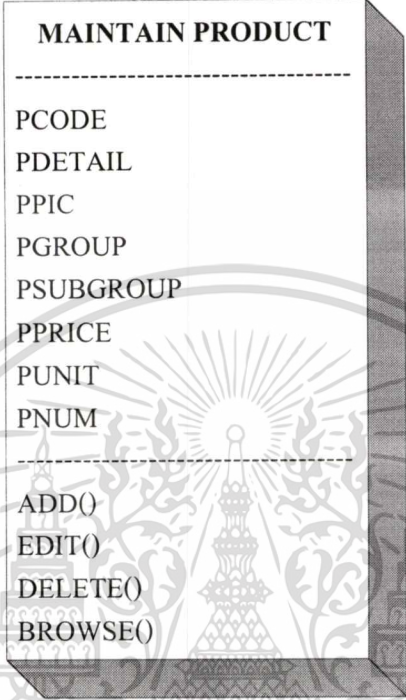 MAINTAIN PRODUCT
--------------------------------
PCODE
PDETAIL
PPIC
PGROUP
PSUBGROUP
PPRICE
PUNIT
PNUM
--------------------------------
ADD()
EDIT()
DELETE()
BROWSE()